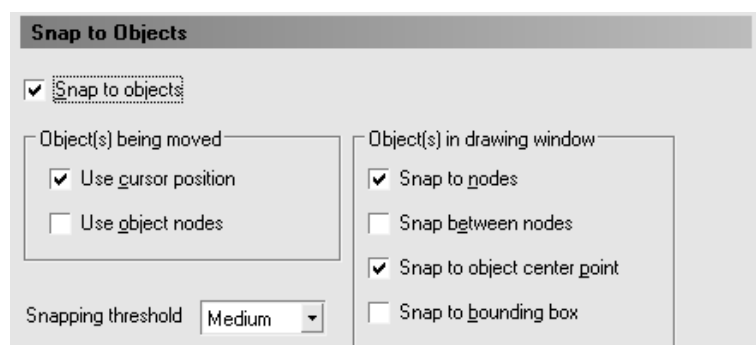 Snap to Objects
Snap to objects
Object(s) being moved
Use cursor position
Use object nodes
Snapping threshold Medium
Object(s) in drawing window
Snap to nodes
Snap between nodes
Snap to object center point
Snap to bounding box